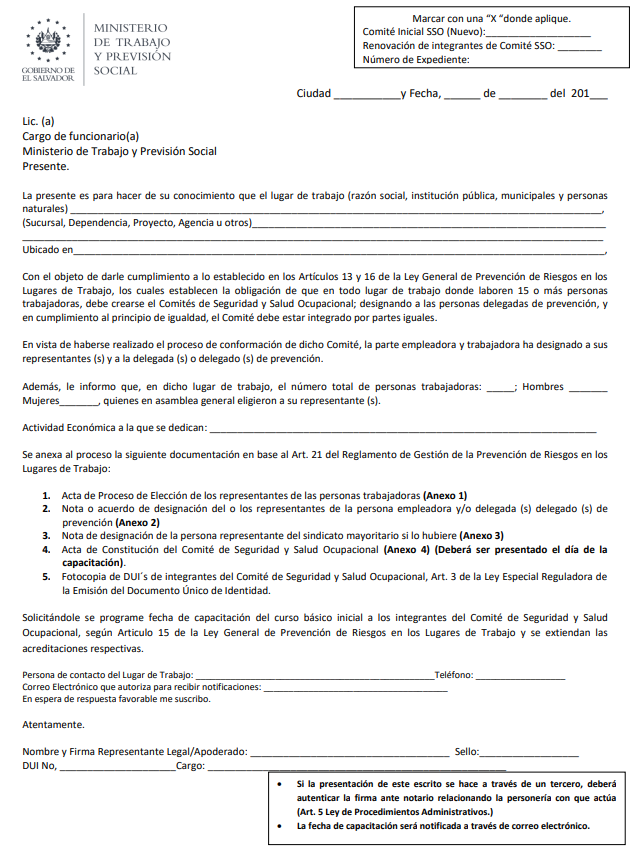 GOBIERNO DE
EL SALVADOR
MINISTERIO
DE TRABAJO
Y PREVISIÓN
SOCIAL
Marcar con una "X "donde aplique.
Comité Inicial SSO (Nuevo):___________________
Renovación de integrantes de Comité SSO: ________
Número de Expediente:
Ciudad ___________y Fecha, ______ de ________ del 201___
Lic. (a)
Cargo de funcionario(a)
Ministerio de Trabajo y Previsión Social
Presente.
La presente es para hacer de su conocimiento que el lugar de trabajo (razón social, institución pública, municipales y personas
naturales) ________________________________________________________________________________,
(Sucursal, Dependencia, Proyecto, Agencia u otros)_____________________________________________________
________________________________________________________________________________________
Ubicado en________________________________________________________________________________,
Con el objeto de darle cumplimiento a lo establecido en los Artículos 13 y 16 de la Ley General de Prevención de Riesgos en los
Lugares de Trabajo, los cuales establecen la obligación de que en todo lugar de trabajo donde laboren 15 o más personas
trabajadoras, debe crearse el Comités de Seguridad y Salud Ocupacional; designando a las personas delegadas de prevención, y
en cumplimiento al principio de igualdad, el Comité debe estar integrado por partes iguales.
En vista de haberse realizado el proceso de conformación de dicho Comité, la parte empleadora y trabajadora ha designado a sus
representantes (s) y a la delegada (s) o delegado (s) de prevención.
Además, le informo que, en dicho lugar de trabajo, el número total de personas trabajadoras: _____; Hombres _______
Mujeres_______, quienes en asamblea general eligieron a su representante (s).
Actividad Económica a la que se dedican: ___________________________________________________________
Se anexa al proceso la siguiente documentación en base al Art. 21 del Reglamento de Gestión de la Prevención de Riesgos en los
Lugares de Trabajo:
1. Acta de Proceso de Elección de los representantes de las personas trabajadoras (Anexo 1)
2. Nota o acuerdo de designación del o los representantes de la persona empleadora y/o delegada (s) delegado (s) de
prevención (Anexo 2)
3. Nota de designación de la persona representante del sindicato mayoritario si lo hubiere (Anexo 3)
4. Acta de Constitución del Comité de Seguridad y Salud Ocupacional (Anexo 4) (Deberá ser presentado el día de la
capacitación).
5. Fotocopia de DUI´s de integrantes del Comité de Seguridad y Salud Ocupacional, Art. 3 de la Ley Especial Reguladora de
la Emisión del Documento Único de Identidad.
Solicitándole se programe fecha de capacitación del curso básico inicial a los integrantes del Comité de Seguridad y Salud
Ocupacional, según Articulo 15 de la Ley General de Prevención de Riesgos en los Lugares de Trabajo y se extiendan las
acreditaciones respectivas.
Persona de contacto del Lugar de Trabajo: ________________________________________Teléfono: _______________
Correo Electrónico que autoriza para recibir notificaciones: _______________________________
En espera de respuesta favorable me suscribo.
Atentamente.
Nombre y Firma Representante Legal/Apoderado: ______________________________ Sello:_______________
DUI No, __________________Cargo: ______________________________________________
• Si la presentación de este escrito se hace a través de un tercero, deberá
autenticar la firma ante notario relacionando la personería con que actúa
(Art. 5 Ley de Procedimientos Administrativos.)
• La fecha de capacitación será notificada a través de correo electrónico.